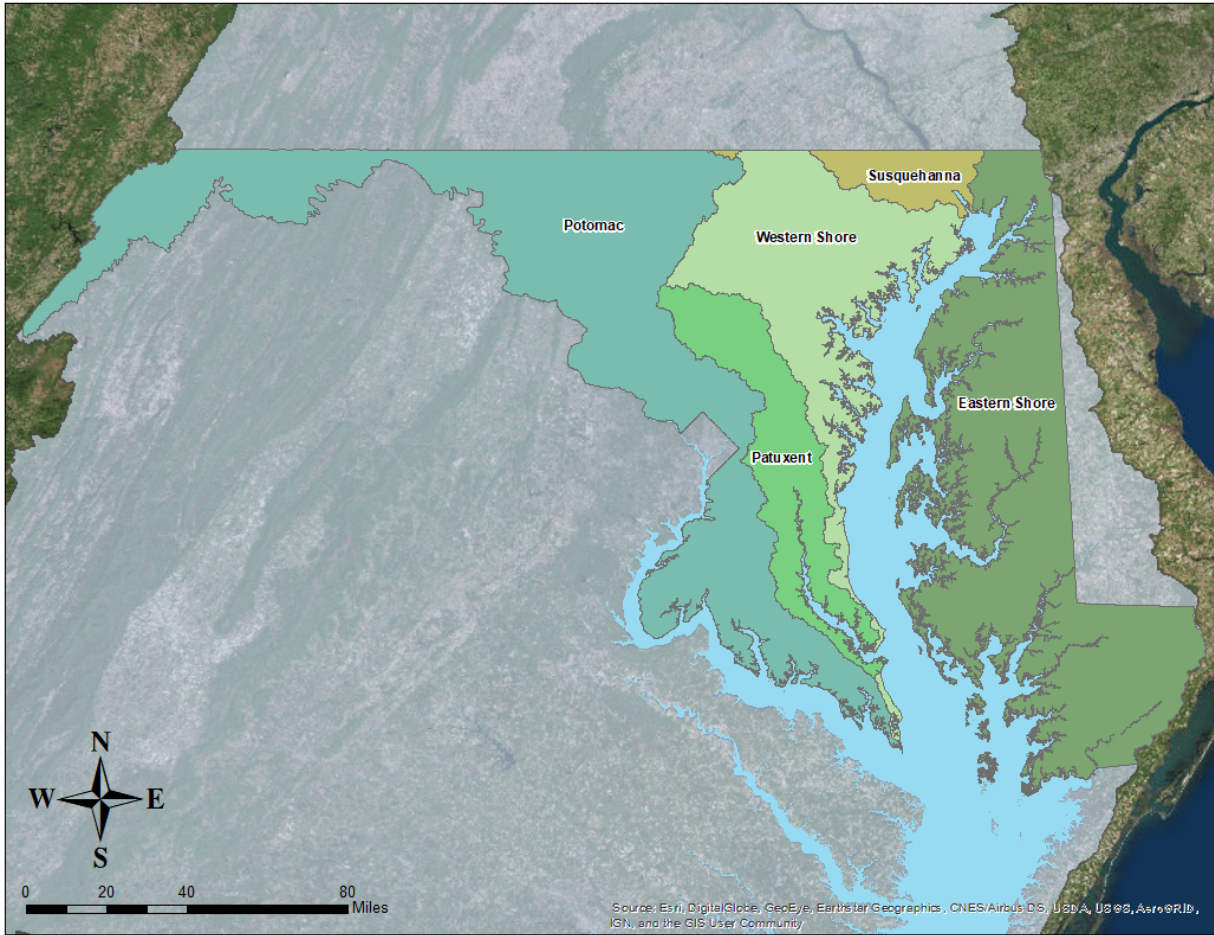 Susquehanna
Potomac
Western Shore
Eastern Shore
Patuxent
N
W E
S
0 20 40 80
Miles
Source: Esri, DigitalGlobe, GeoEye, Earthstar Geographics, CNES/Airbus DS, USDA, USGS, AeroGRID,
IGN, and the GIS User Community